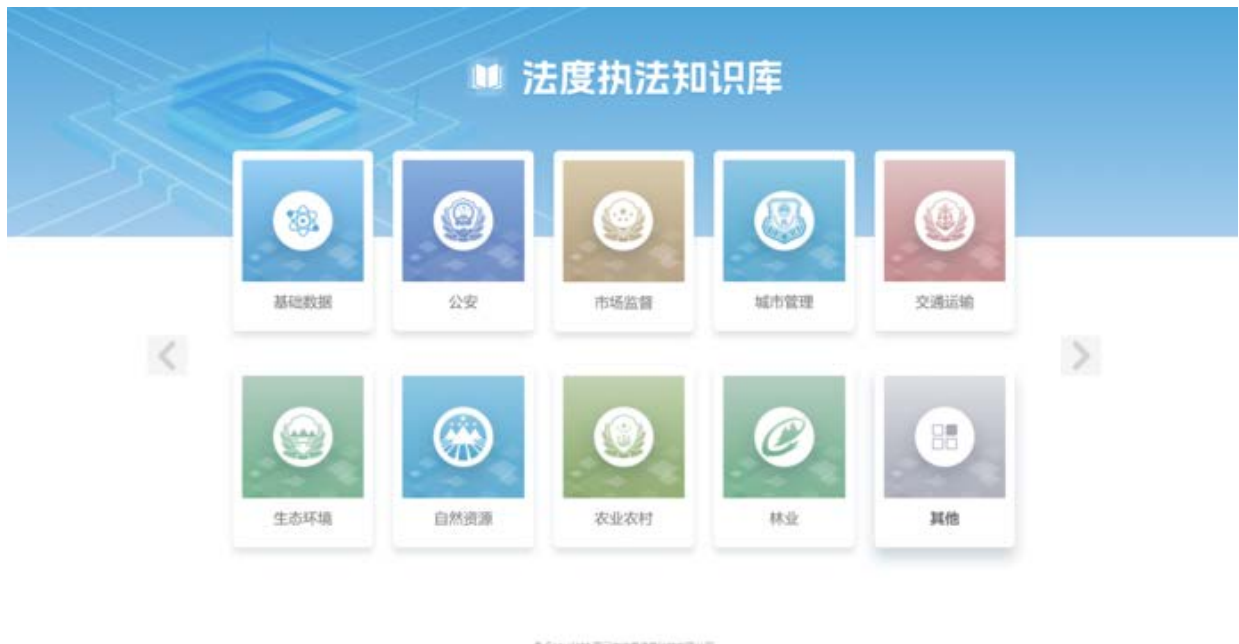 法度执法知识库
基础数据
公安
市场监督
城市管理
交通运输
生态环境
自然资源
农业农村
林业
其他